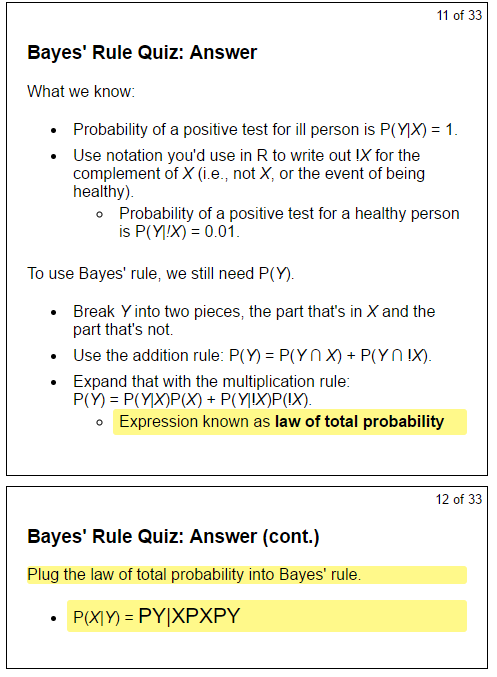 11 of 33
Bayes' Rule Quiz: Answer
What we know:
• Probability of a positive test for ill person is P(Y|X) = 1.
• Use notation you'd use in R to write out !X for the
complement of X (i.e., not X, or the event of being
healthy).
◦ Probability of a positive test for a healthy person
is P(Y|!X) = 0.01.
To use Bayes' rule, we still need P(Y).
• Break Y into two pieces, the part that's in X and the
part that's not.
• Use the addition rule: P(Y) = P(Y ∩ X) + P(Y ∩ !X).
• Expand that with the multiplication rule:
P(Y) = P(Y|X)P(X) + P(Y|!X)P(!X).
◦ Expression known as law of total probability
12 of 33
Bayes' Rule Quiz: Answer (cont.)
Plug the law of total probability into Bayes' rule.
• P(X|Y) = PY|XPXPY